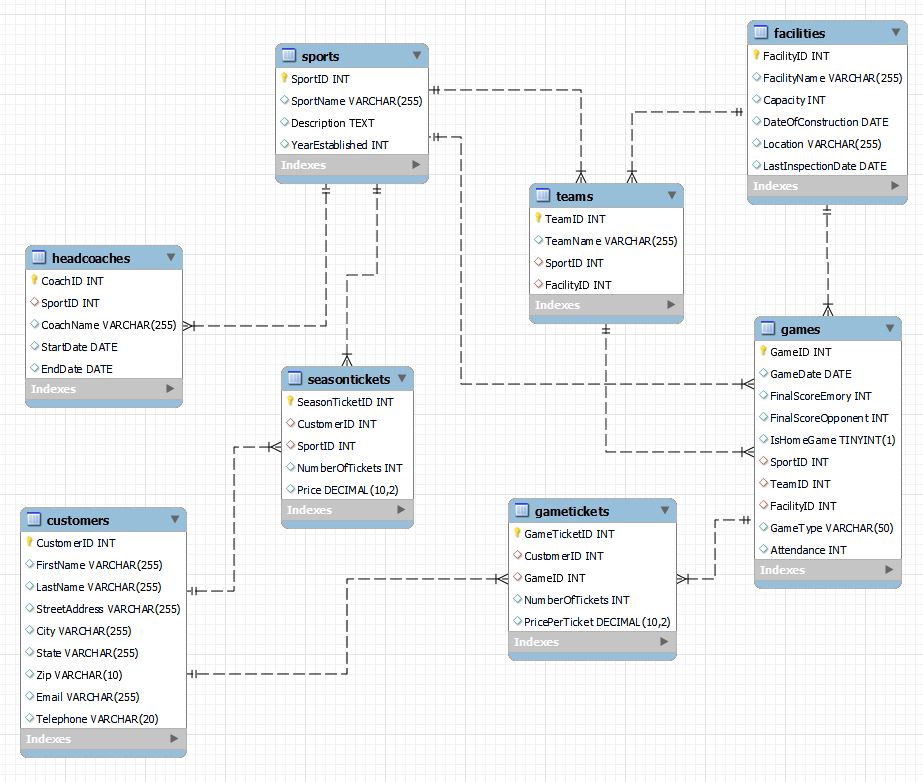 sports
SportID INT
SportName VARCHAR(255)
Description TEXT
YearEstablished INT
Indexes
facilities
FacilityID INT
FacilityName VARCHAR(255)
Capacity INT
DateOfConstruction DATE
Location VARCHAR(255)
LastInspectionDate DATE
Indexes
teams
TeamID INT
TeamName VARCHAR(255)
SportID INT
FacilityID INT
Indexes
headcoaches
CoachID INT
SportID INT
CoachName VARCHAR(255)
StartDate DATE
EndDate DATE
Indexes
games
GameID INT
GameDate DATE
FinalScoreEmory INT
FinalScoreOpponent INT
IsHomeGame TINYINT(1)
SportID INT
TeamID INT
FacilityID INT
GameType VARCHAR(50)
Attendance INT
Indexes
seasontickets
SeasonTicketID INT
CustomerID INT
SportID INT
NumberOfTickets INT
Price DECIMAL(10,2)
Indexes
customers
CustomerID INT
FirstName VARCHAR(255)
LastName VARCHAR(255)
StreetAddress VARCHAR(255)
City VARCHAR(255)
State VARCHAR(255)
Zip VARCHAR(10)
Email VARCHAR(255)
Telephone VARCHAR(20)
Indexes
gametickets
GameTicketID INT
CustomerID INT
GameID INT
NumberOfTickets INT
PricePerTicket DECIMAL(10,2)
Indexes